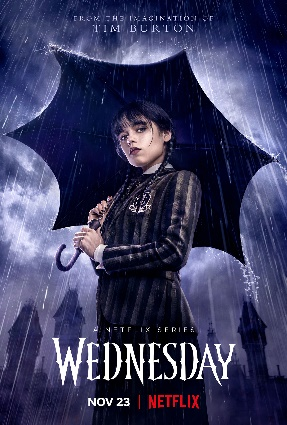 FROM THE IMAGINATION OF
TIM BURTON
A NETFLIX SERIES
WEDNESDAY
NOV 23 | NETFLIX